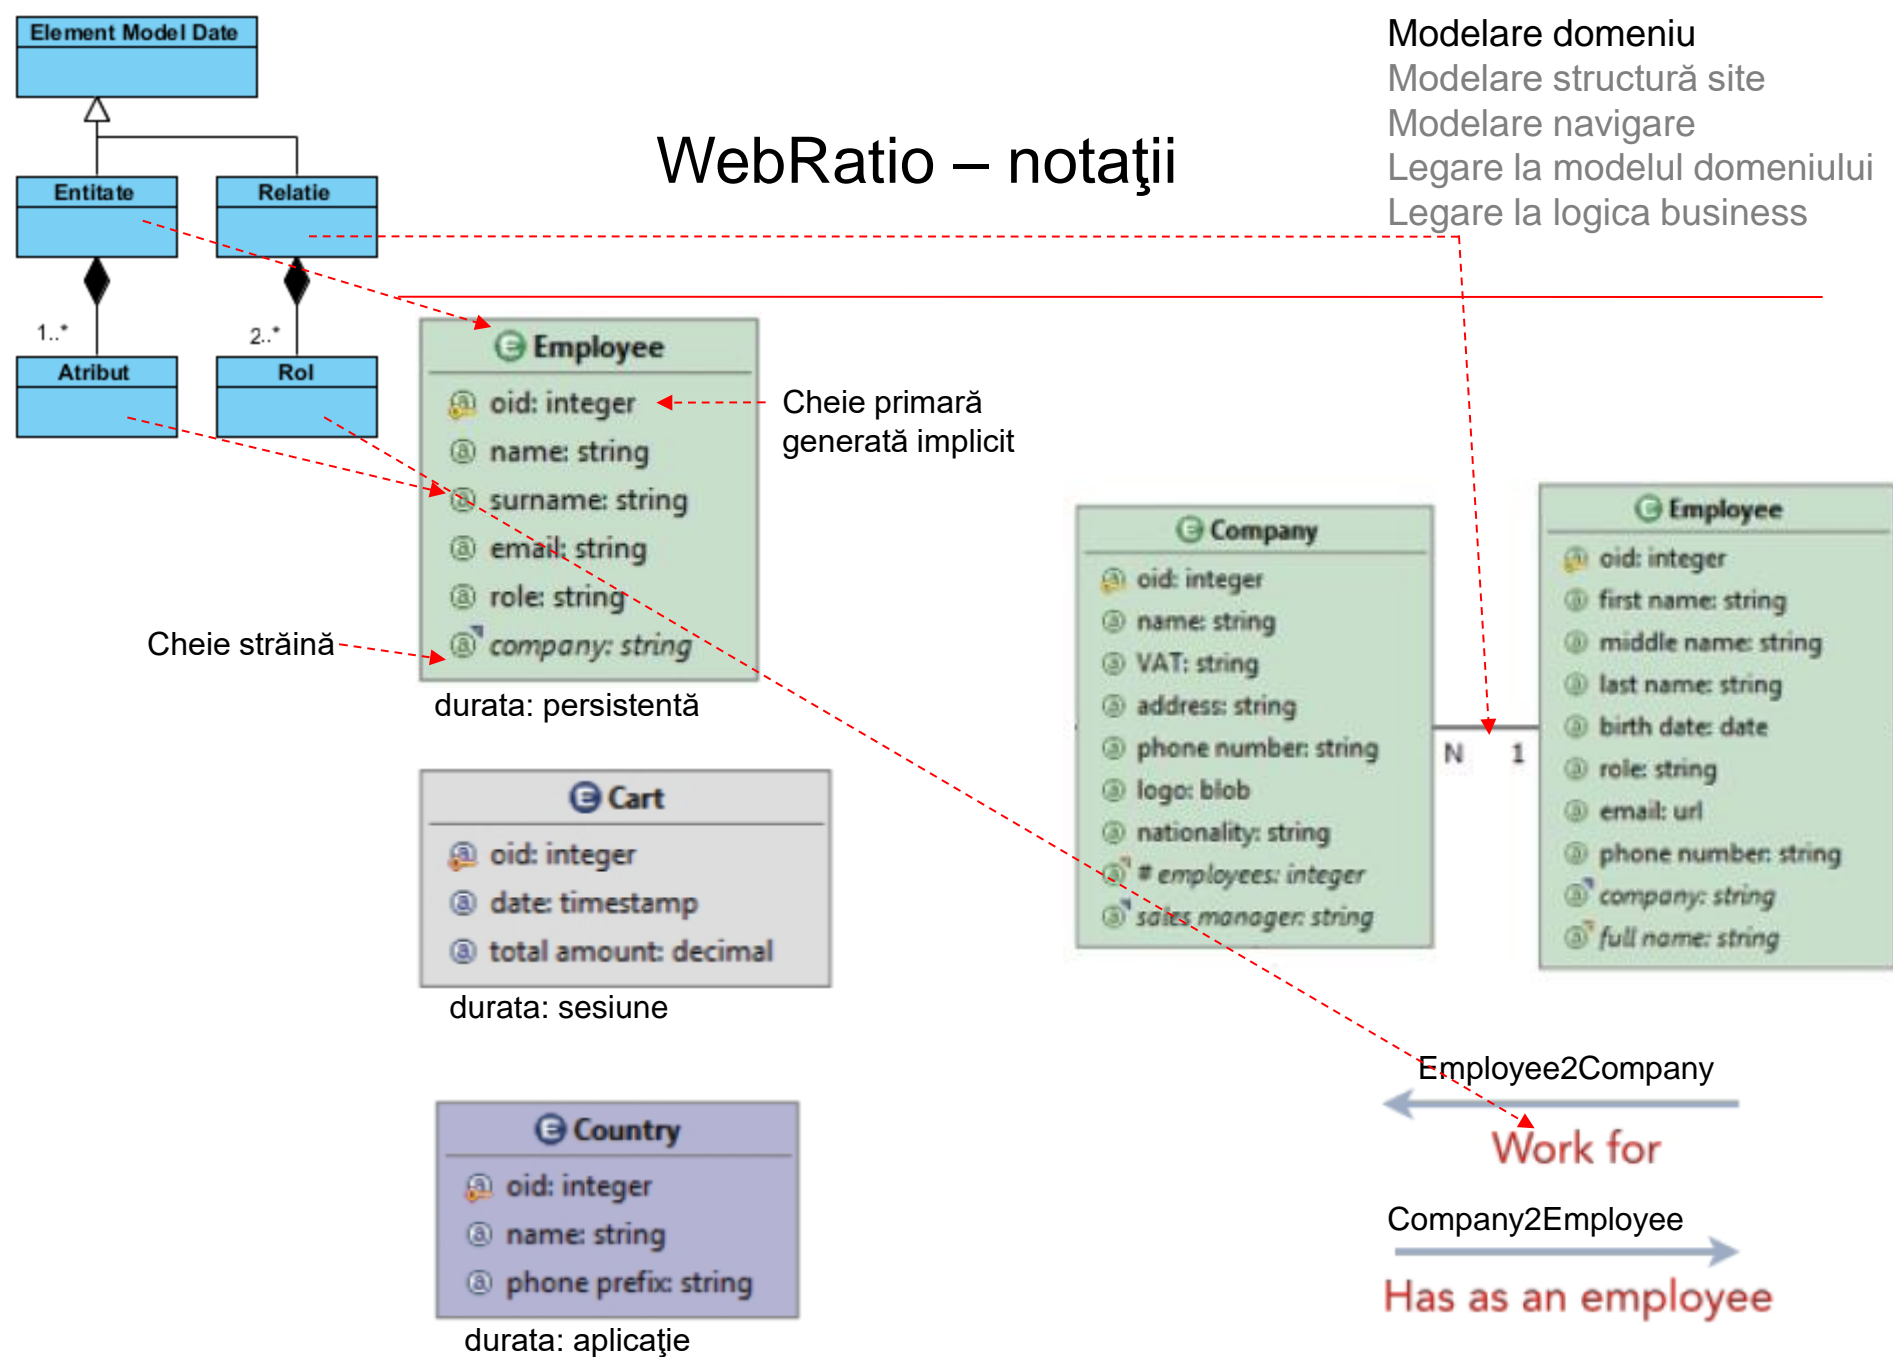 Element Model Date
Entitate
Relatie
1..*
2..*
Atribut
Rol
WebRatio – notaţii
Modelare domeniu
Modelare structură site
Modelare navigare
Legare la modelul domeniului
Legare la logica business
Employee
oid: integer
name: string
surname: string
email: string
role: string
company: string
Cheie primară
generată implicit
Cheie străină
durata: persistentă
Cart
oid: integer
date: timestamp
total amount: decimal
durata: sesiune
Country
oid: integer
name: string
phone prefix: string
durata: aplicaţie
Company
oid: integer
name: string
VAT: string
address: string
phone number: string
logo: blob
nationality: string
# employees: integer
sales manager: string
N 1
Employee
oid: integer
first name: string
middle name: string
last name: string
birth date: date
role: string
email: url
phone number: string
company: string
full name: string
Employee2Company
Work for
Company2Employee
Has as an employee